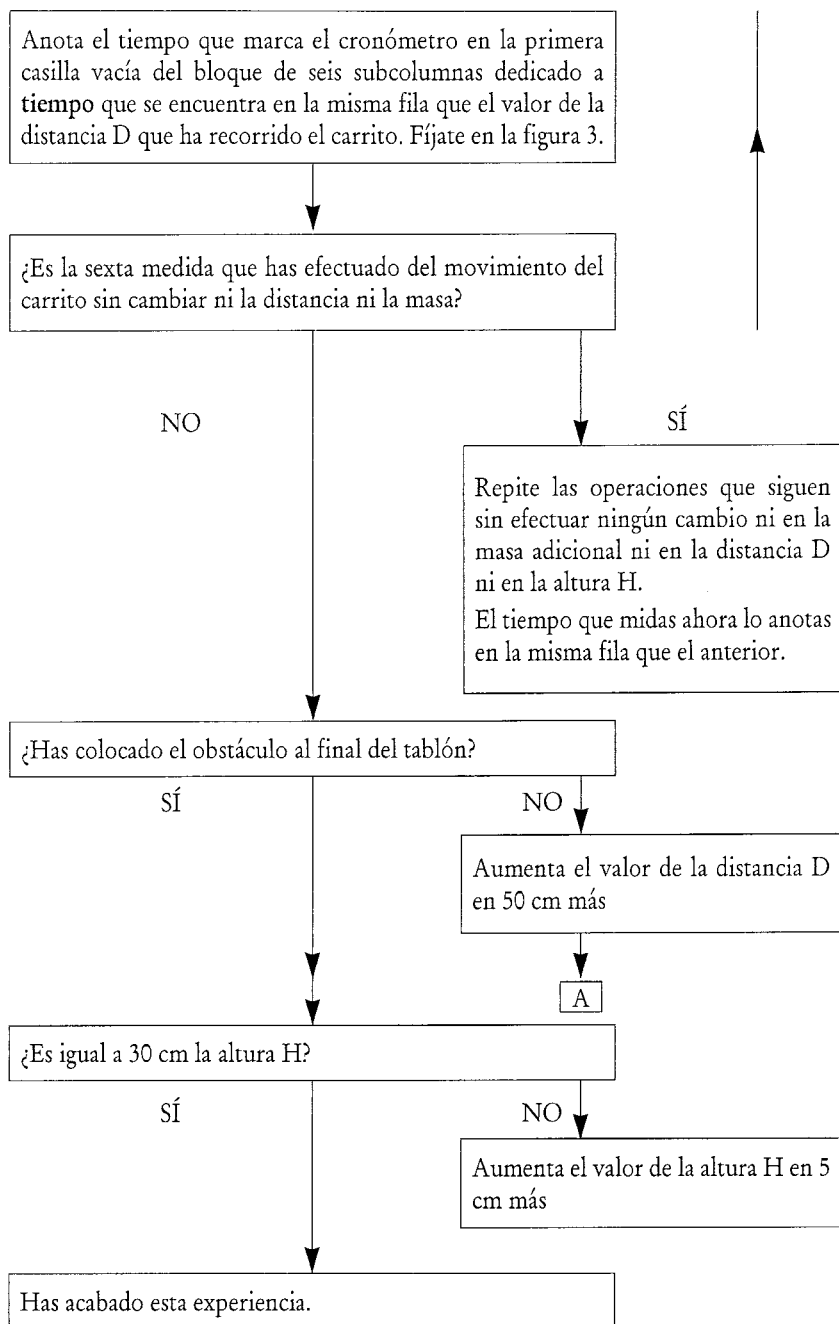 Anota el tiempo que marca el cronómetro en la primera
casilla vacía del bloque de seis subcolumnas dedicado a
tiempo que se encuentra en la misma fila que el valor de la
distancia D que ha recorrido el carrito. Fíjate en la figura 3.
¿Es la sexta medida que has efectuado del movimiento del
carrito sin cambiar ni la distancia ni la masa?
NO
SÍ
Repite las operaciones que siguen
sin efectuar ningún cambio ni en la
masa adicional ni en la distancia D
ni en la altura H.
El tiempo que midas ahora lo anotas
en la misma fila que el anterior.
¿Has colocado el obstáculo al final del tablón?
SÍ
NO
Aumenta el valor de la distancia D
en 50 cm más
A
¿Es igual a 30 cm la altura H?
SÍ
NO
Aumenta el valor de la altura H en 5
cm más
Has acabado esta experiencia.